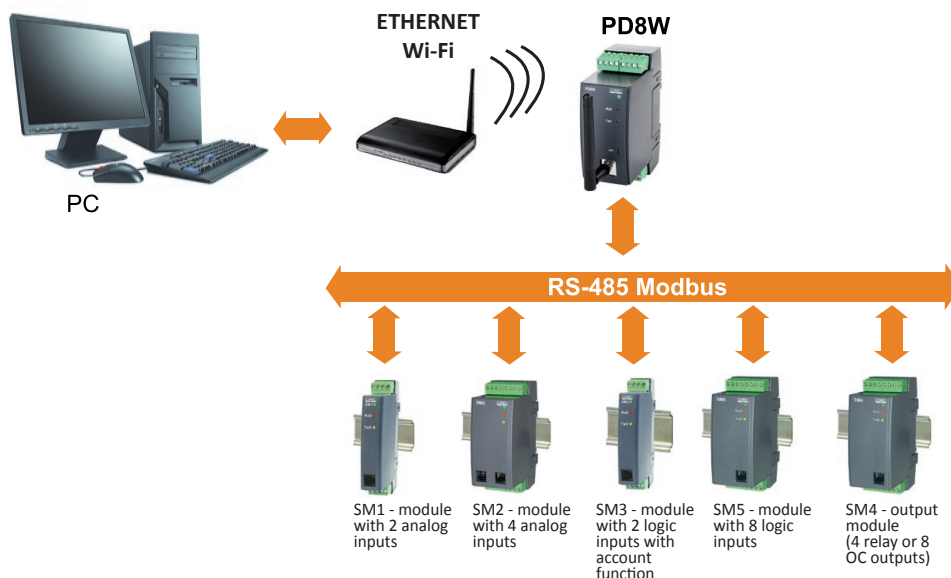 ETHERNET
Wi-Fi
PD8W
PC
RS-485 Modbus
SM1 - module
with 2 analog
inputs
SM2 - module
with 4 analog
inputs
SM3 - module
with 2 logic
inputs with
account
function
SM5 - module
with 8 logic
inputs
SM4 - output
module
(4 relay or 8
OC outputs)